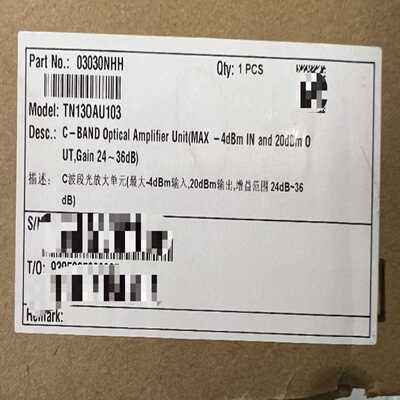 Part No.: 03030NHH
Qty: 1 PCS
Model: TN13OAU103
Desc.: C-BAND Optical Amplifier Unit(MAX -4dBm IN and 20dBm O
UT,Gain 24~36dB)
描述: C波段光放大单元(最大-4dBm输入,20dBm输出,增益范围 24dB~36
dB)
S/N
T/O:
Remark: